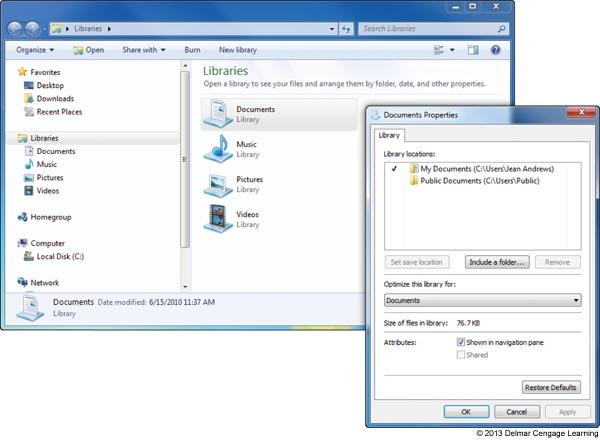 Libraries
Search Libraries
Organize
Open
Share with
Burn
New library
Favorites
Desktop
Downloads
Recent Places
Libraries
Documents
Music
Pictures
Videos
Homegroup
Computer
Local Disk (C:)
Network
Libraries
Open a library to see your files and arrange them by folder, date, and other properties.
Documents
Library
Music
Library
Pictures
Library
Videos
Library
Documents Date modified: 6/15/2010 11:37 AM
Library
Documents Properties
Library
Library locations:
My Documents (C:\Users\Jean Andrews)
Public Documents (C:\Users\Public)
Set save location
Include a folder...
Remove
Optimize this library for:
Documents
Size of files in library: 76.7 KB
Attributes: Shown in navigation pane
Shared
Restore Defaults
OK
Cancel
Apply
© 2013 Delmar Cengage Learning